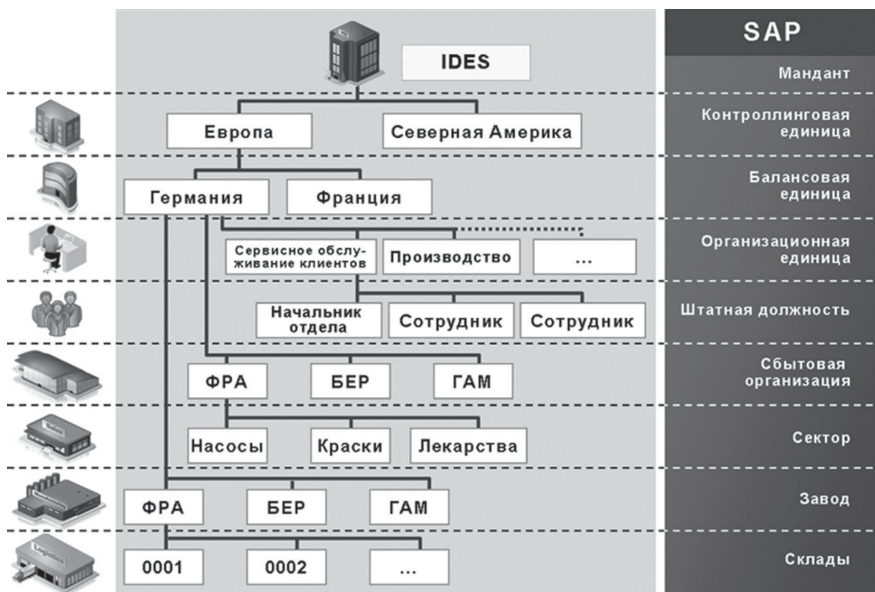 SAP
IDES
Мандант
Европа
Северная Америка
Контроллинговая
единица
Германия
Франция
Балансовая
единица
Сервисное обслу-
живание клиентов
Производство
...
Организационная
единица
Начальник
отдела
Сотрудник
Сотрудник
Штатная должность
ФРА
БЕР
ГАМ
Сбытовая
организация
Насосы
Краски
Лекарства
Сектор
ФРА
БЕР
ГАМ
Завод
0001
0002
...
Склады